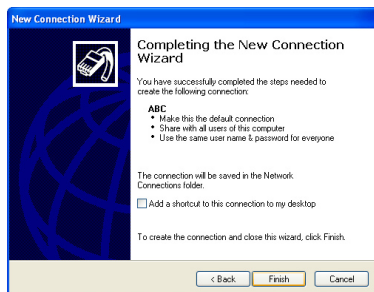 New Connection Wizard
Completing the New Connection
Wizard
You have successfully completed the steps needed to
create the following connection:
ABC
• Make this the default connection
• Share with all users of this computer
• Use the same user name & password for everyone
The connection will be saved in the Network
Connections folder.
Add a shortcut to this connection to my desktop
To create the connection and close this wizard, click Finish.
< Back Finish Cancel